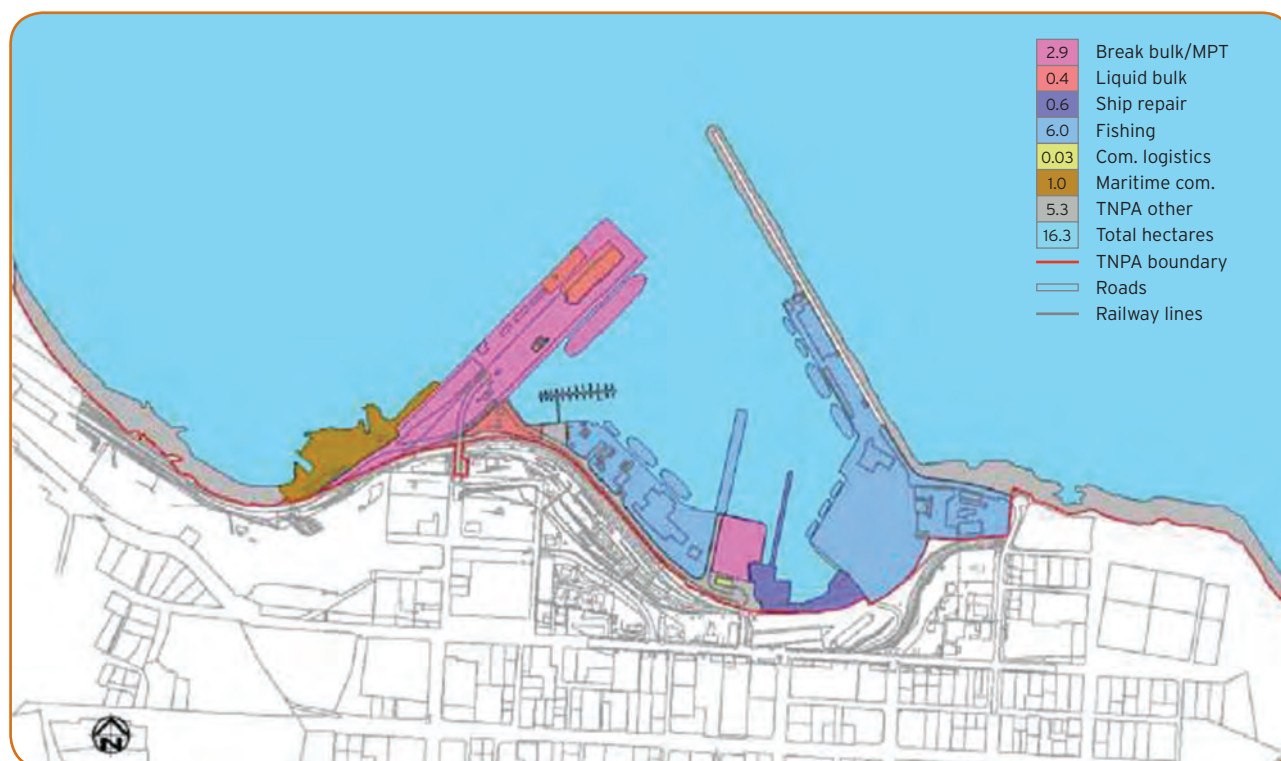 2.9 Break bulk/MPT
0.4 Liquid bulk
0.6 Ship repair
6.0 Fishing
0.03 Com. logistics
1.0 Maritime com.
5.3 TNPA other
16.3 Total hectares
TNPA boundary
Roads
Railway lines
N